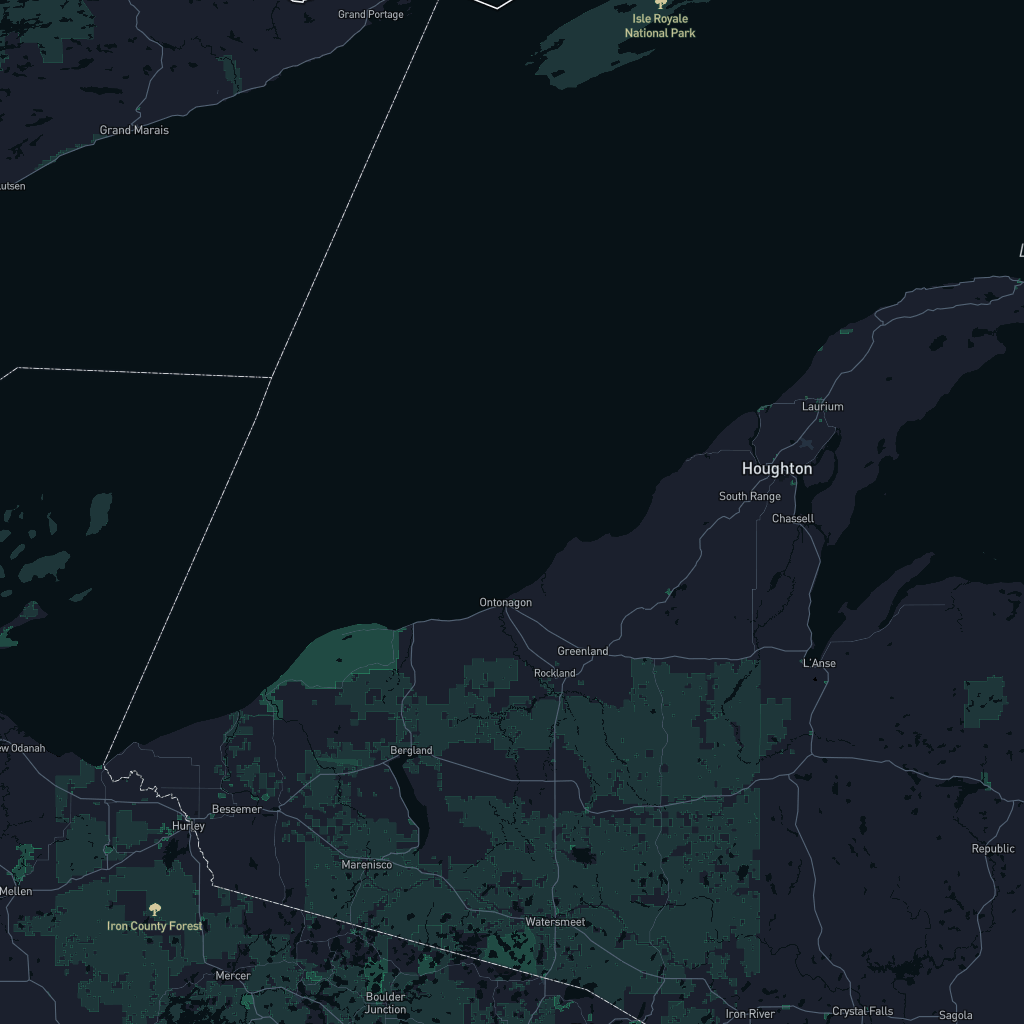 Grand Portage
Isle Royale
National Park
Grand Marais
utsen
L
Laurium
Houghton
South Range
Chassell
Ontonagon
Greenland
L'Anse
Rockland
ew Odanah
Bergland
Bessemer
Hurley
Republic
Marenisco
Mellen
Iron County Forest
Watersmeet
Mercer
Boulder
Junction
Iron River
Crystal Falls
Sagola